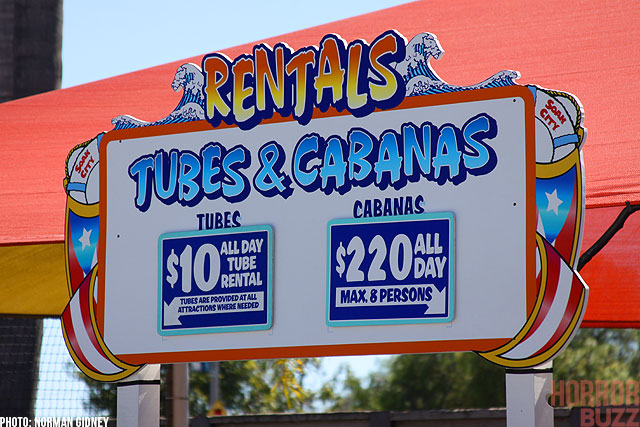 RENTALS
SOAK CITY
SOAK CITY
TUBES & CABANAS
TUBES
CABANAS
$10 ALL DAY
TUBE
RENTAL
TUBES ARE PROVIDED AT ALL
ATTRACTIONS WHERE NEEDED
$220 ALL
DAY
MAX. 8 PERSONS
PHOTO: NORMAN GIDNEY
HORROR
BUZZ